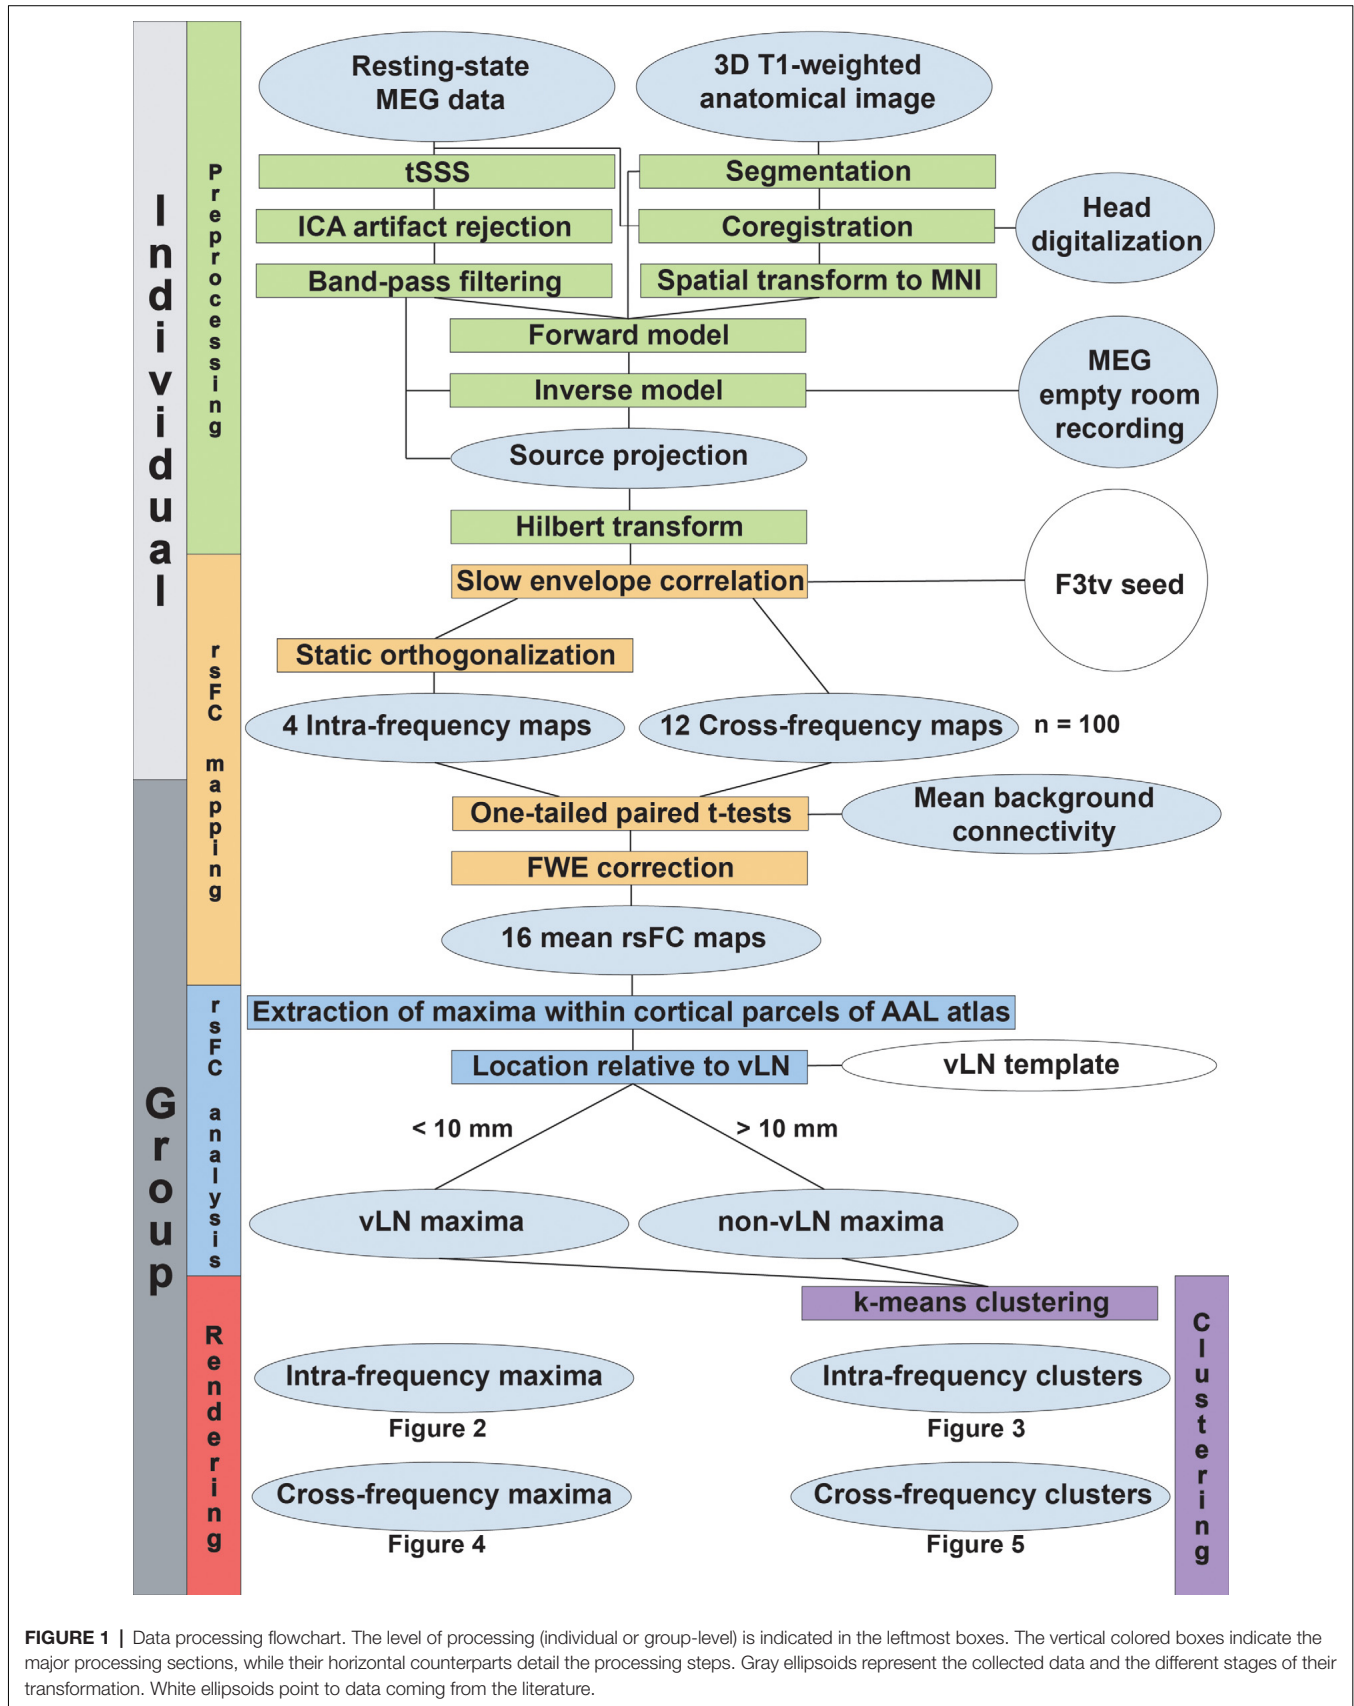 Individual
Group
Preprocessing
rsFC mapping
rsFC analysis
Rendering
Clustering
Resting-state
MEG data
3D T1-weighted
anatomical image
tSSS
Segmentation
ICA artifact rejection
Coregistration
Head
digitalization
Band-pass filtering
Spatial transform to MNI
Forward model
Inverse model
MEG
empty room
recording
Source projection
Hilbert transform
Slow envelope correlation
F3tv seed
Static orthogonalization
4 Intra-frequency maps
12 Cross-frequency maps
n = 100
One-tailed paired t-tests
Mean background
connectivity
FWE correction
16 mean rsFC maps
Extraction of maxima within cortical parcels of AAL atlas
Location relative to vLN
vLN template
< 10 mm
> 10 mm
vLN maxima
non-vLN maxima
k-means clustering
Intra-frequency maxima
Figure 2
Intra-frequency clusters
Figure 3
Cross-frequency maxima
Figure 4
Cross-frequency clusters
Figure 5
FIGURE 1 | Data processing flowchart. The level of processing (individual or group-level) is indicated in the leftmost boxes. The vertical colored boxes indicate the
major processing sections, while their horizontal counterparts detail the processing steps. Gray ellipsoids represent the collected data and the different stages of their
transformation. White ellipsoids point to data coming from the literature.